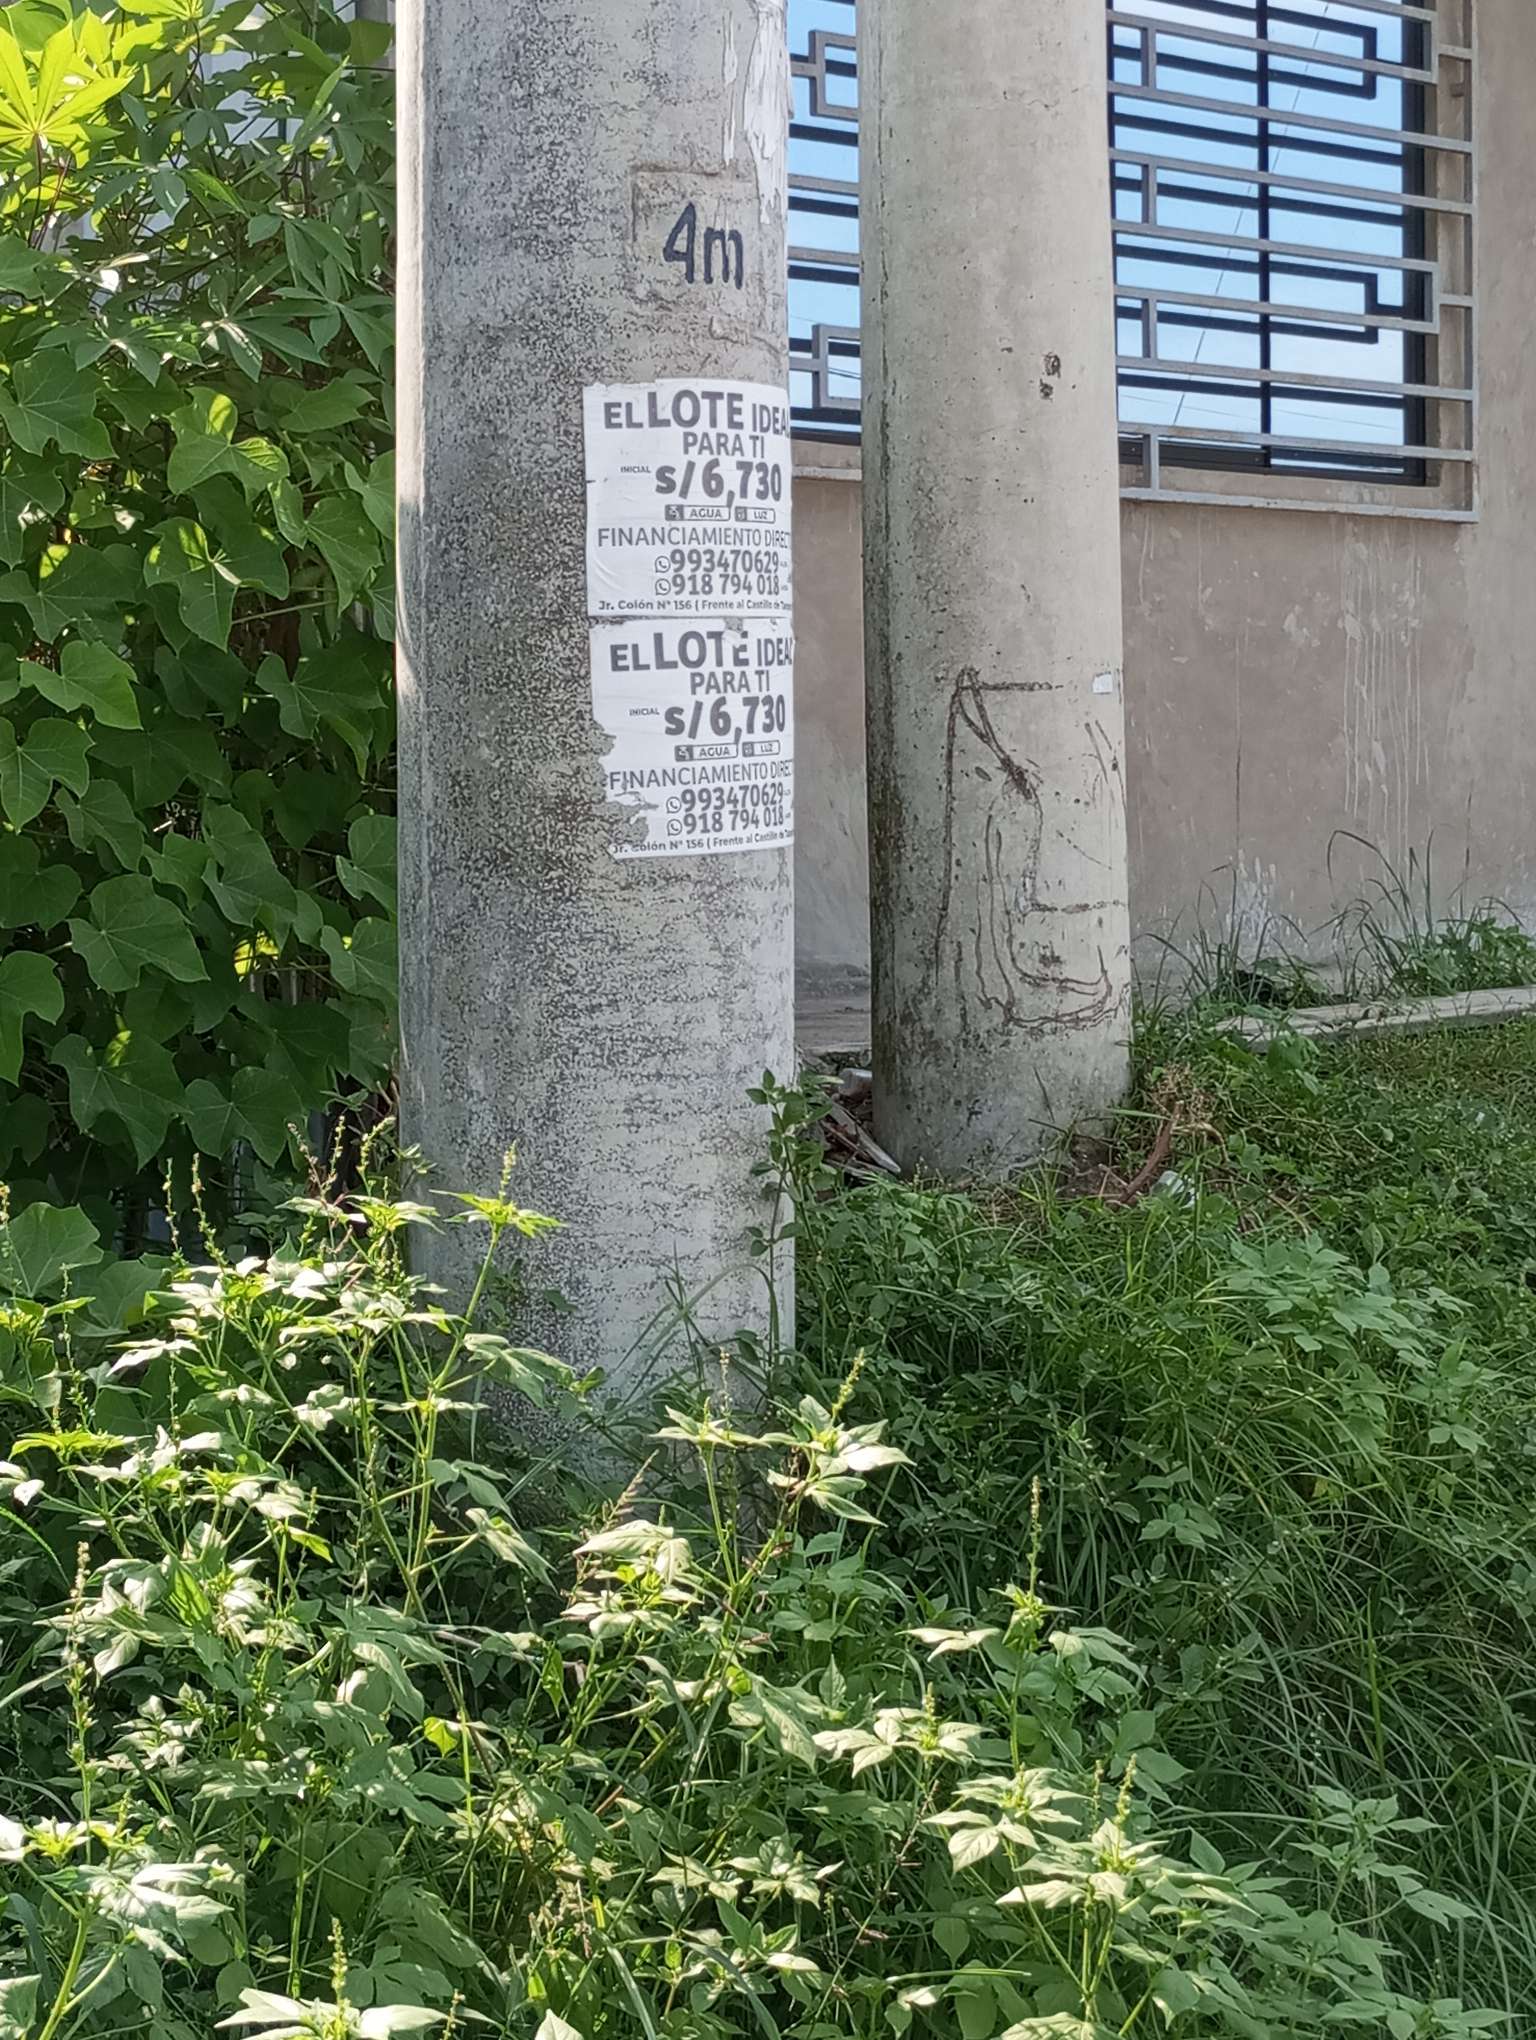 4m
EL LOTE IDEA
PARA TI
INICIAL S/6,730
AGUA LUZ
FINANCIAMIENTO DIRECT
993470629
918 794 018
Jr. Colón N° 156 ( Frente al Castillo de
EL LOTE IDEA
PARA TI
INICIAL S/6,730
AGUA LUZ
FINANCIAMIENTO DIREC
993470629
918 794 018
Jr. Colón N° 156 ( Frente al Castillo de